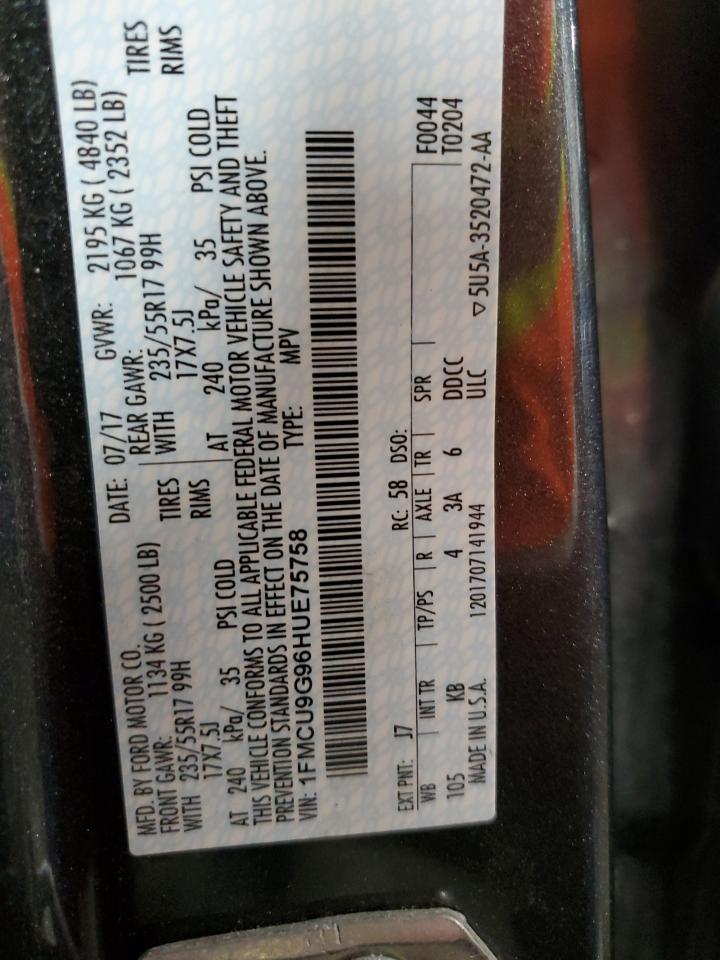 MFD. BY FORD MOTOR CO.
DATE: 07/17 GVWR: 2195 KG ( 4840 LB)
FRONT GAWR: 1134 KG ( 2500 LB) REAR GAWR: 1067 KG ( 2352 LB)
WITH 235/55R17 99H TIRES WITH 235/55R17 99H TIRES
17X7.5J RIMS 17X7.5J RIMS
AT 240 kPa/ 35 PSI COLD AT 240 kPa/ 35 PSI COLD
THIS VEHICLE CONFORMS TO ALL APPLICABLE FEDERAL MOTOR VEHICLE SAFETY AND THEFT
PREVENTION STANDARDS IN EFFECT ON THE DATE OF MANUFACTURE SHOWN ABOVE.
VIN: 1FMCU9G96HUE75758 TYPE: MPV
EXT PNT: J7 RC: 58 DSO: F0044
WB INT TR TP/PS R AXLE TR SPR T0204
105 KB 4 3A 6 DDCC
MADE IN U.S.A. 1201707141944 ULC ▽ 5U5A-3520472-AA